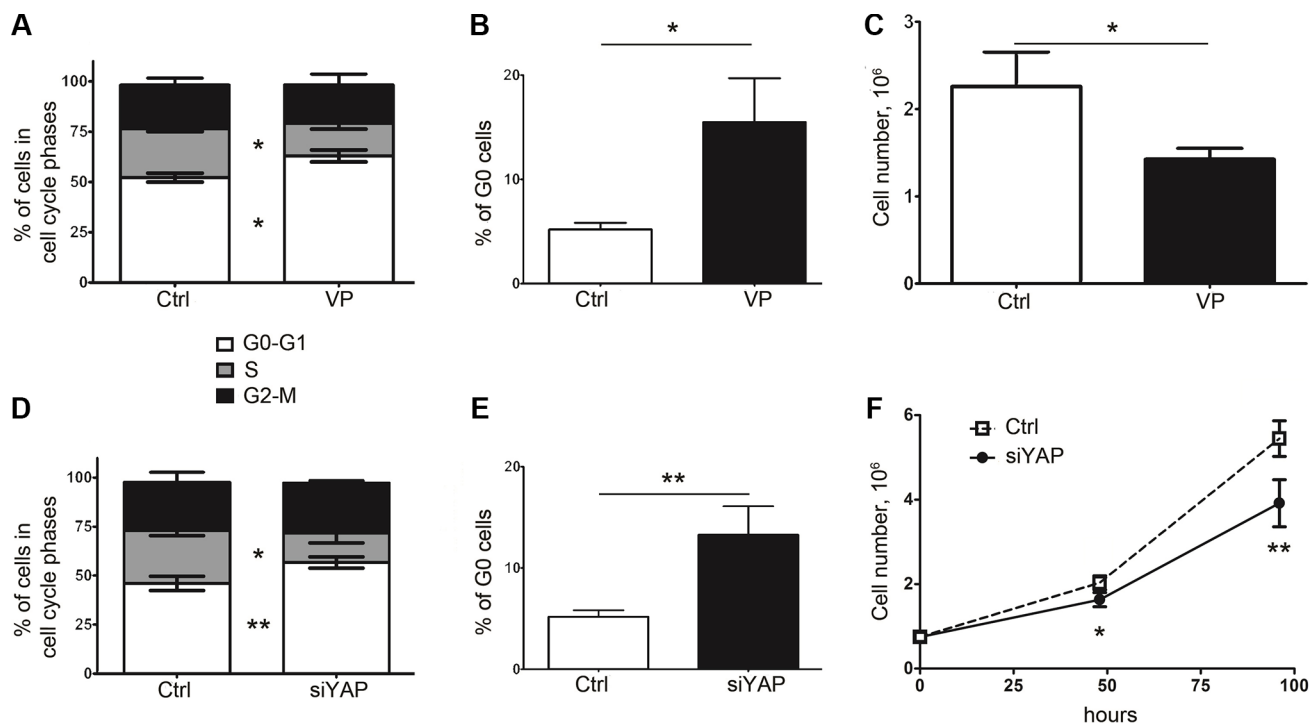 A
% of cells in
cell cycle phases
100
75
50
25
0
*
*
Ctrl
VP
B
% of G0 cells
20
10
0
*
Ctrl
VP
C
Cell number, 10⁶
3
2
1
0
*
Ctrl
VP
G0-G1
S
G2-M
D
% of cells in
cell cycle phases
100
75
50
25
0
*
**
Ctrl
siYAP
E
% of G0 cells
20
10
0
**
Ctrl
siYAP
F
Cell number, 10⁶
6
4
2
0
Ctrl
siYAP
*
**
0 25 50 75 100
hours